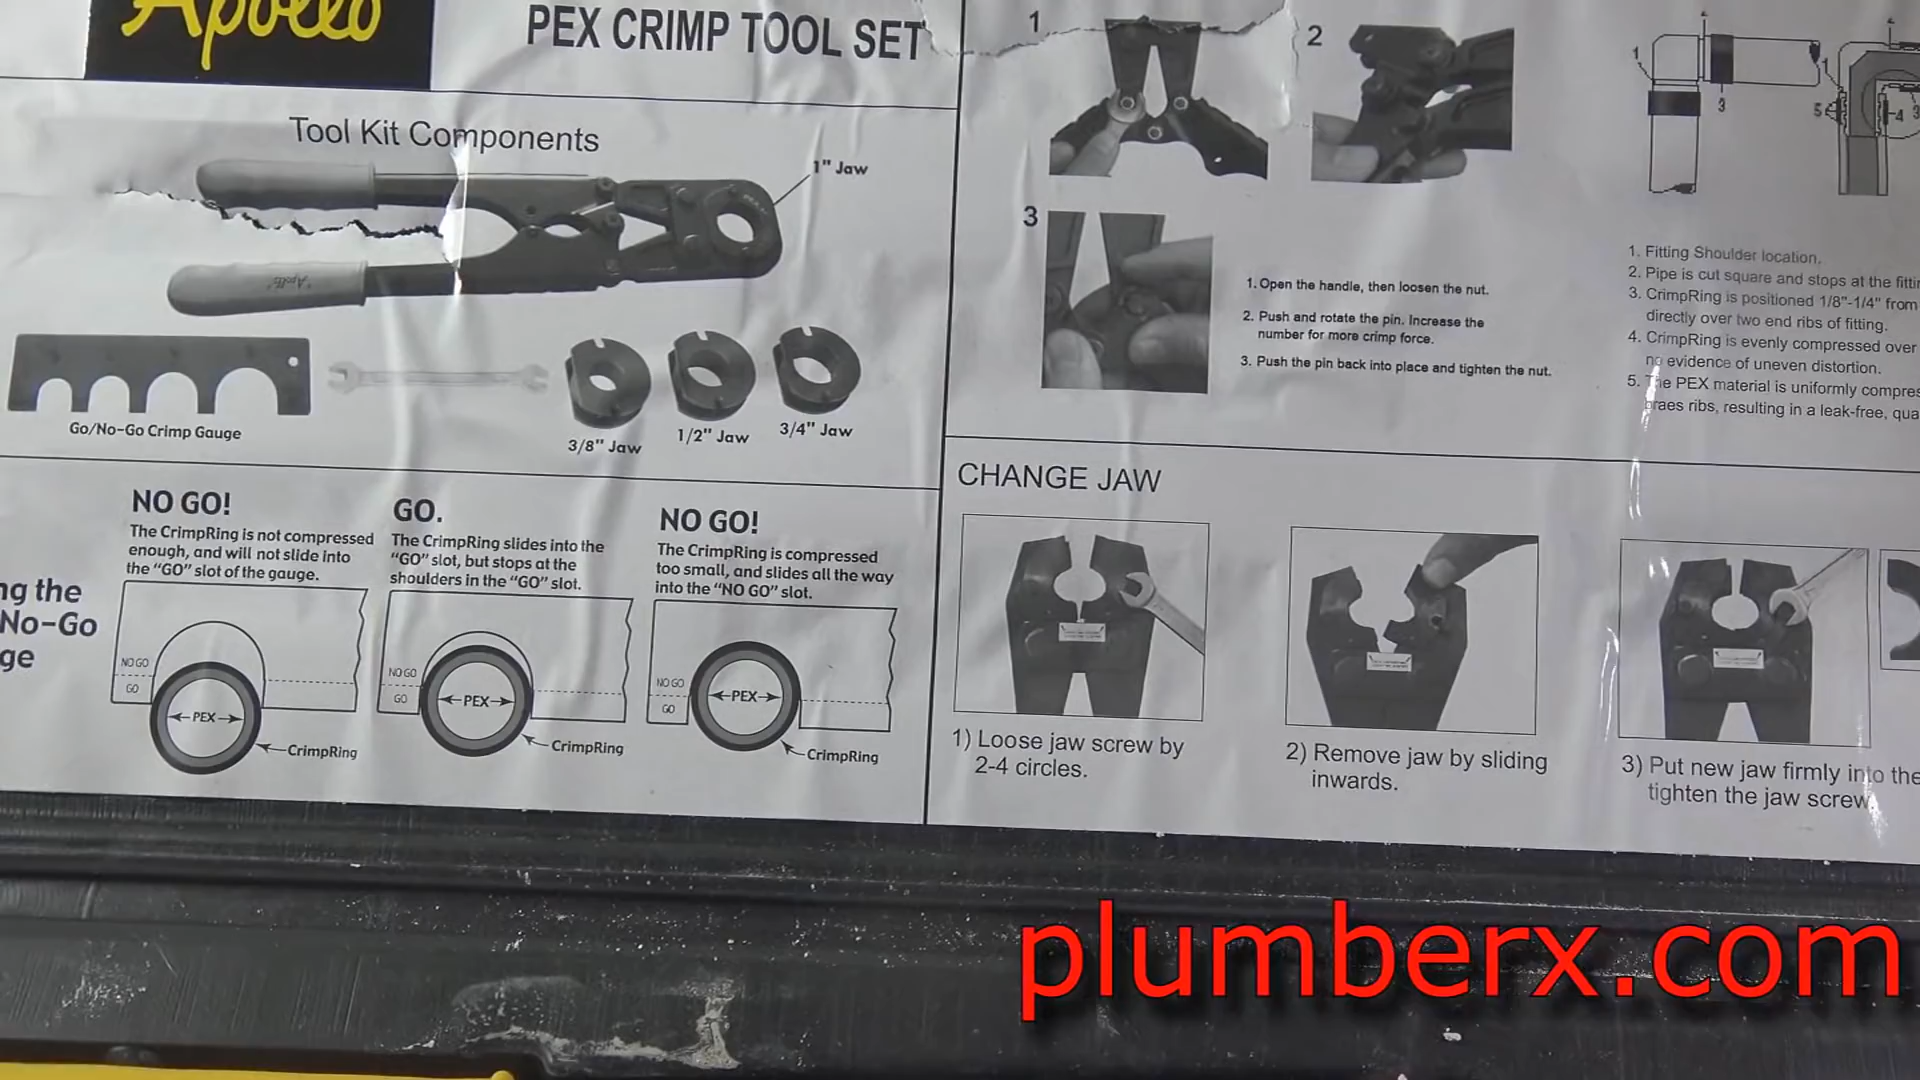 Apollo
PEX CRIMP TOOL SET
Tool Kit Components
1" Jaw
"Apollo"
Go/No-Go Crimp Gauge
3/8" Jaw
1/2" Jaw
3/4" Jaw
ng the
No-Go
ge
NO GO!
The CrimpRing is not compressed
enough, and will not slide into
the "GO" slot of the gauge.
NO GO
GO
PEX
CrimpRing
GO.
The CrimpRing slides into the
"GO" slot, but stops at the
shoulders in the "GO" slot.
NO GO
GO
PEX
CrimpRing
NO GO!
The CrimpRing is compressed
too small, and slides all the way
into the "NO GO" slot.
NO GO
GO
PEX
CrimpRing
1
2
3
1. Open the handle, then loosen the nut.
2. Push and rotate the pin. Increase the
number for more crimp force.
3. Push the pin back into place and tighten the nut.
1
3
1
5
4
3
1. Fitting Shoulder location.
2. Pipe is cut square and stops at the fitti
3. CrimpRing is positioned 1/8"-1/4" from
directly over two end ribs of fitting.
4. CrimpRing is evenly compressed over
no evidence of uneven distortion.
5. The PEX material is uniformly compres
ribs, resulting in a leak-free, qua
CHANGE JAW
1) Loose jaw screw by
2-4 circles.
2) Remove jaw by sliding
inwards.
3) Put new jaw firmly into the
tighten the jaw screw.
plumberx.com